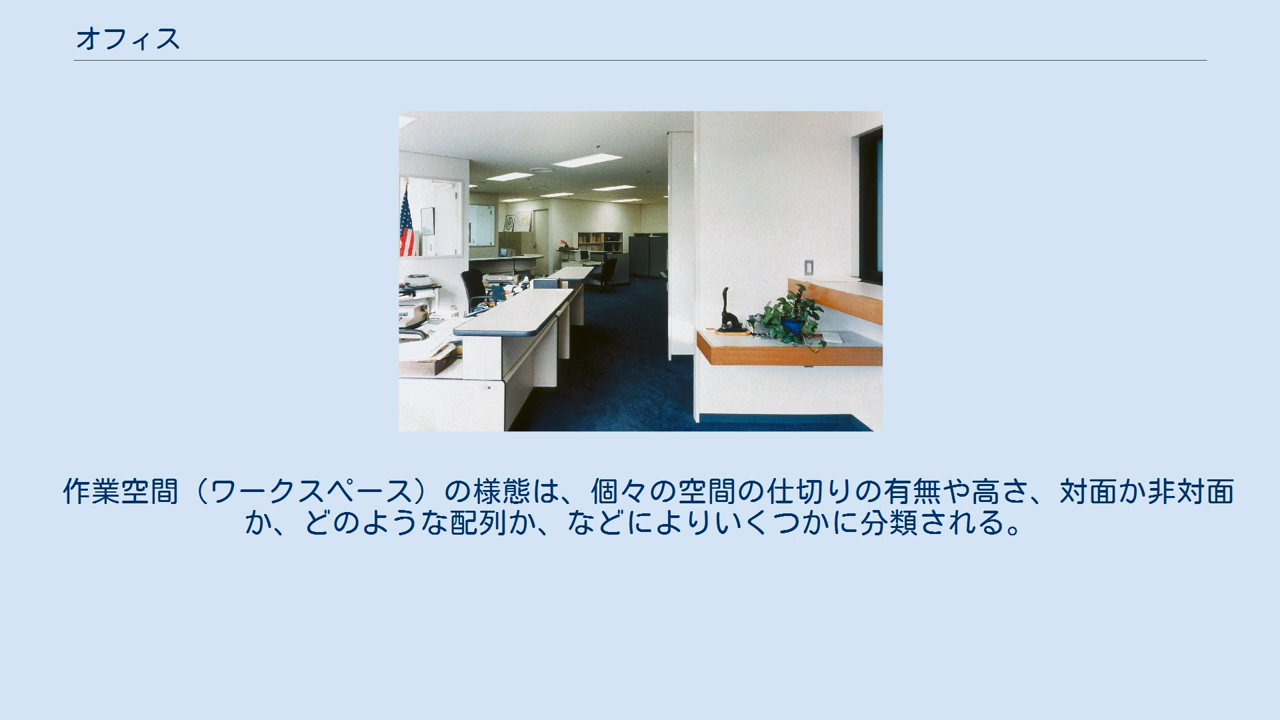 オフィス
作業空間（ワークスペース）の様態は、個々の空間の仕切りの有無や高さ、対面か非対面
か、どのような配列か、などによりいくつかに分類される。